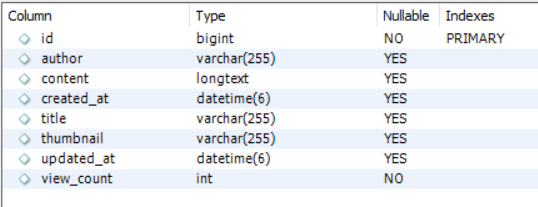 Column Type Nullable Indexes
id bigint NO PRIMARY
author varchar(255) YES
content longtext YES
created_at datetime(6) YES
title varchar(255) YES
thumbnail varchar(255) YES
updated_at datetime(6) YES
view_count int NO